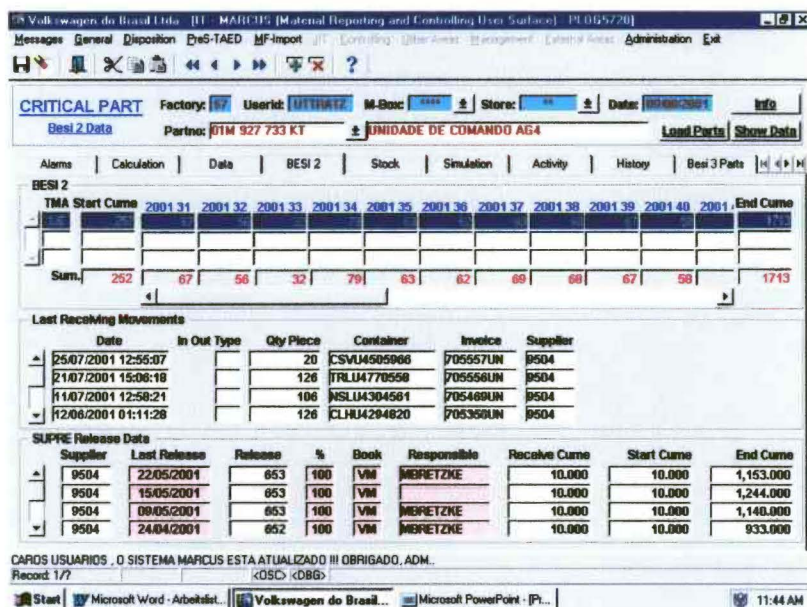 Volkswagen do Brasil Ltda [IT - MARCUS (Material Reporting and Controlling User Surface) PLOG5720]
Messages General Disposition PreS-TAED MF-Import JIT Controlling Other Areas Management External Areas Administration Exit
CRITICAL PART Factory: 57 Userid: UTTRATZ M-Box: **** Store: ** Date: Info
Besi 2 Data Partno: 01M 927 733 KT UNIDADE DE COMANDO AG4 Load Parts Show Data
Alarms Calculation Data BESI 2 Stock Simulation Activity History Besi 3 Parts
BESI 2
TMA Start Cume 2001 31 2001 32 2001 33 2001 34 2001 35 2001 36 2001 37 2001 38 2001 39 2001 40 2001 End Cume
Sum. 252 67 56 32 79 63 62 69 68 67 58 1713
Last Receiving Movements
Date In Out Type Qty Piece Container Invoice Supplier
25/07/2001 12:55:07 20 CSVU4505966 705557UN 9504
21/07/2001 15:06:18 126 TRLU4770558 705556UN 9504
11/07/2001 12:58:21 106 NSLU4304561 705469UN 9504
12/06/2001 01:11:28 126 CLHU4294820 705350UN 9504
SUPRE Release Data
Supplier Last Release Release % Book Responsible Receive Cume Start Cume End Cume
9504 22/05/2001 653 100 VM MBRETZKE 10.000 10.000 1,153.000
9504 15/05/2001 653 100 VM 10.000 10.000 1,244.000
9504 09/05/2001 653 100 VM MBRETZKE 10.000 10.000 1,140.000
9504 24/04/2001 652 100 VM MBRETZKE 10.000 10.000 933.000
CAROS USUARIOS , O SISTEMA MARCUS ESTA ATUALIZADO !!! OBRIGADO, ADM..
Record: 1/? <OSC> <DBG>
Start Microsoft Word - Arbeitslist... Volkswagen do Brasil... Microsoft PowerPoint - [Pr... 11:44 AM